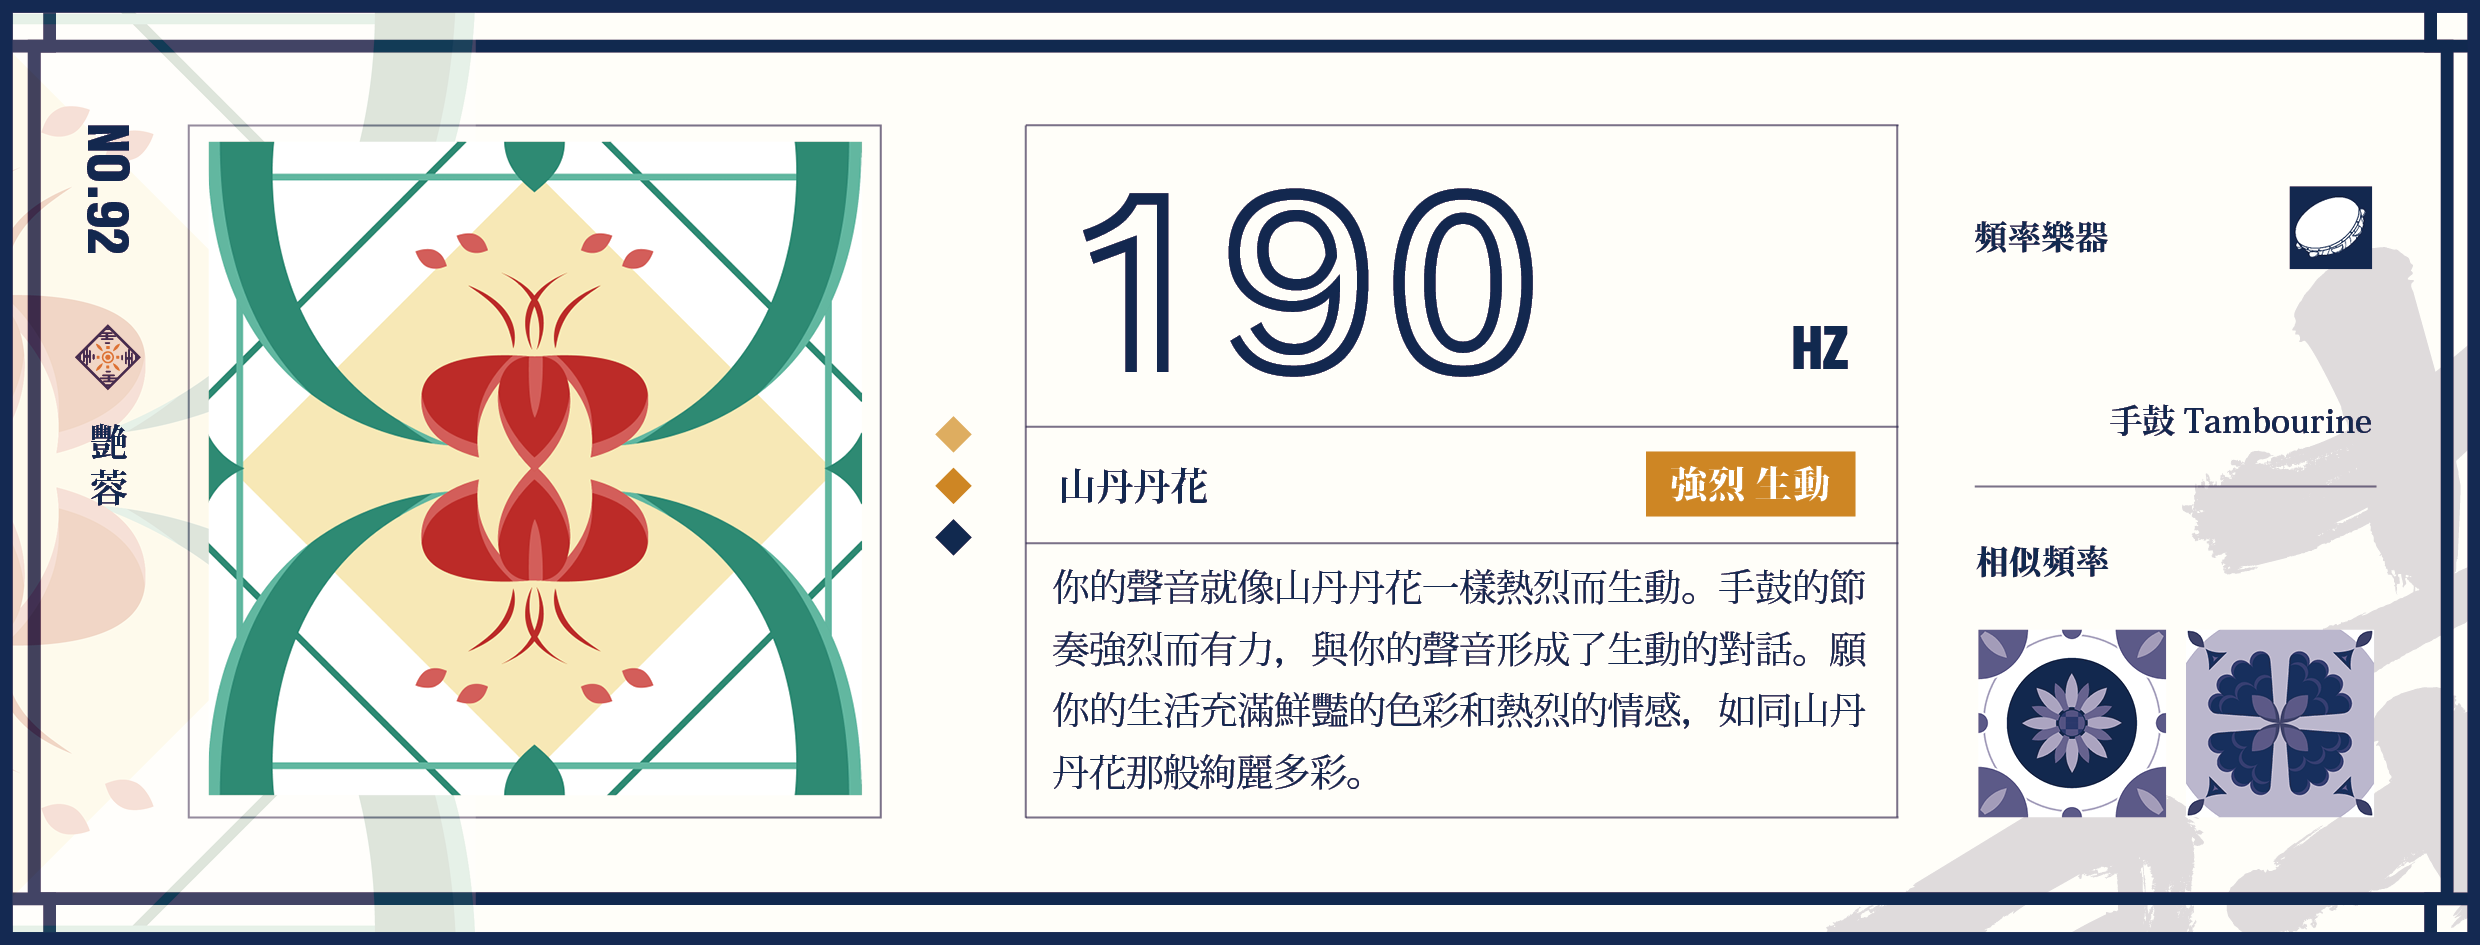 NO.92
艷蓉
190
HZ
山丹丹花
強烈 生動
你的聲音就像山丹丹花一樣熱烈而生動。手鼓的節
奏強烈而有力，與你的聲音形成了生動的對話。願
你的生活充滿鮮豔的色彩和熱烈的情感，如同山丹
丹花那般絢麗多彩。
頻率樂器
手鼓 Tambourine
相似頻率